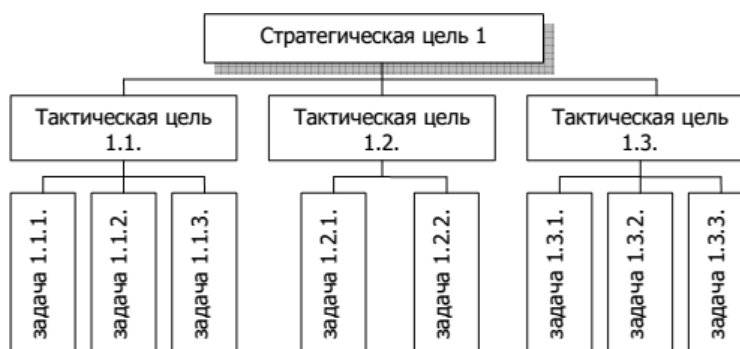 Стратегическая цель 1
Тактическая цель
1.1.
Тактическая цель
1.2.
Тактическая цель
1.3.
задача 1.1.1.
задача 1.1.2.
задача 1.1.3.
задача 1.2.1.
задача 1.2.2.
задача 1.3.1.
задача 1.3.2.
задача 1.3.3.